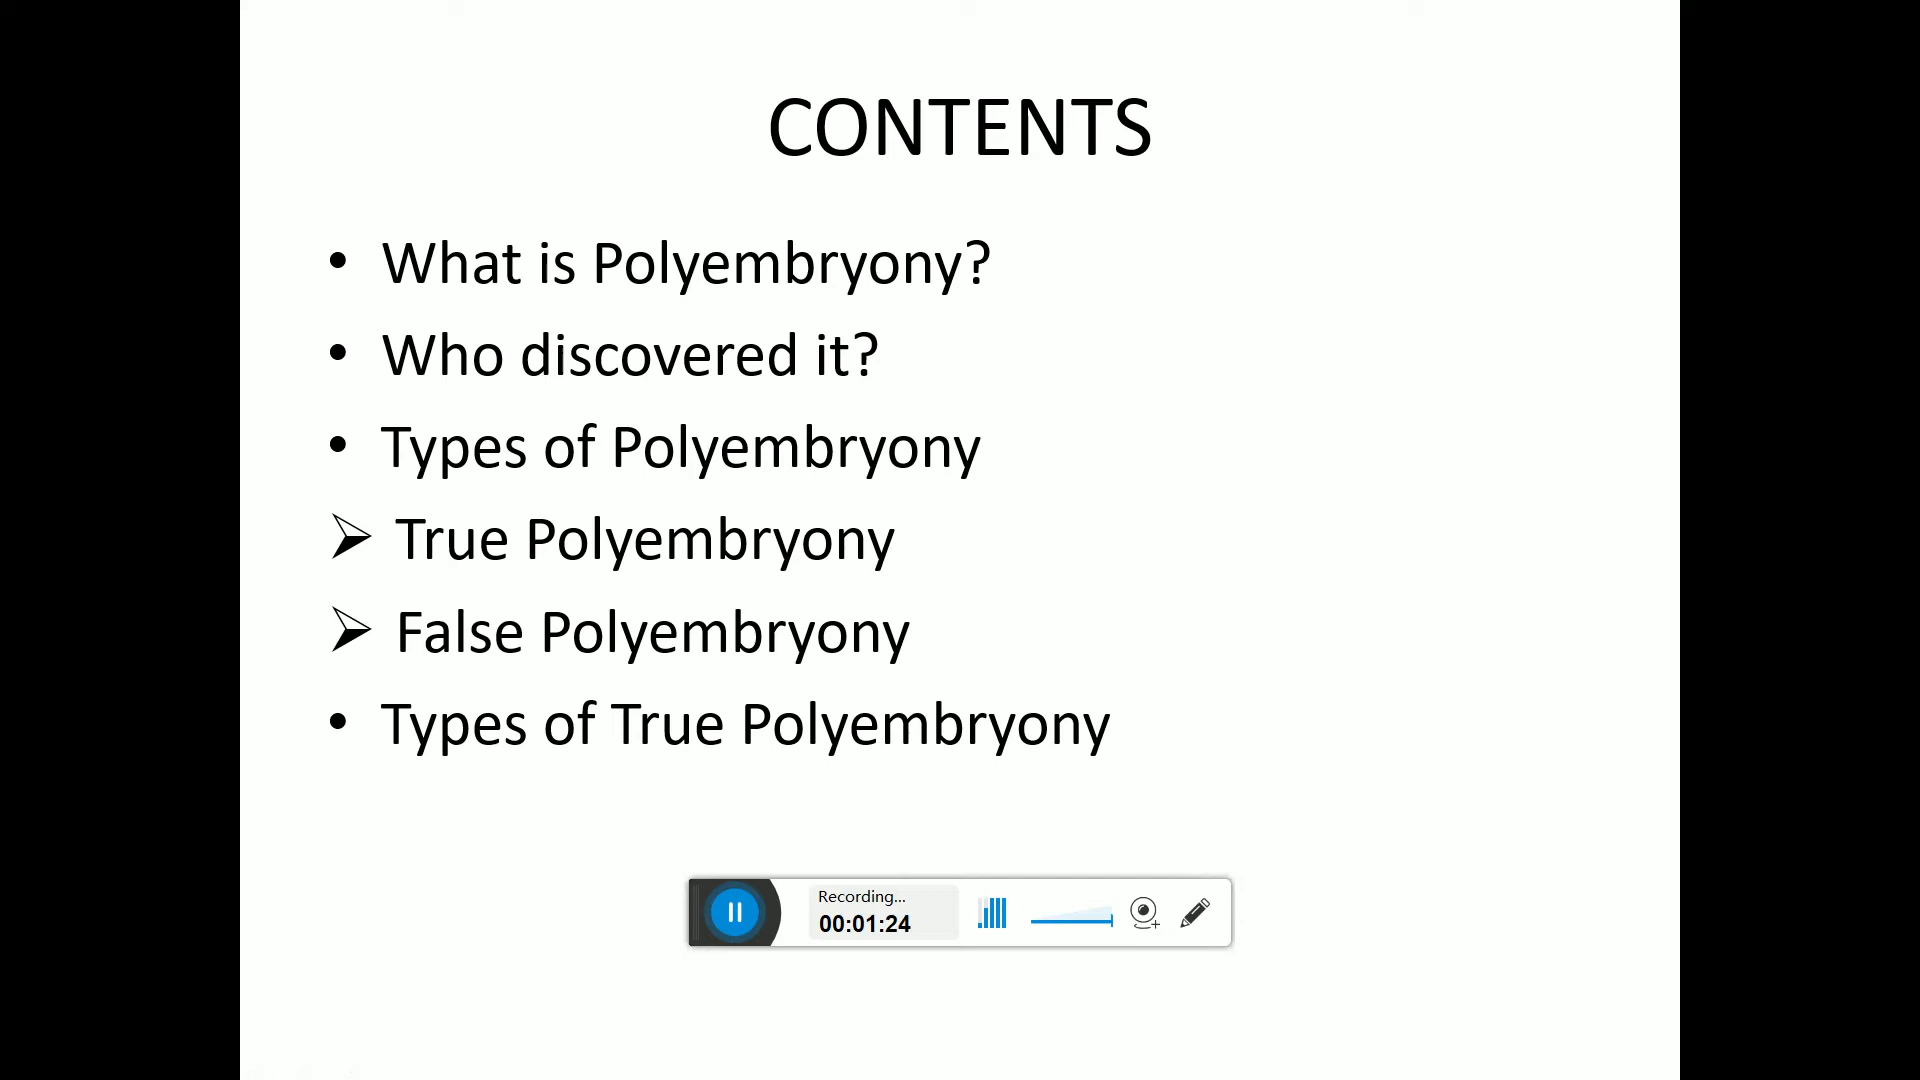 CONTENTS
• What is Polyembryony?
• Who discovered it?
• Types of Polyembryony
➢ True Polyembryony
➢ False Polyembryony
• Types of True Polyembryony
Recording...
00:01:24